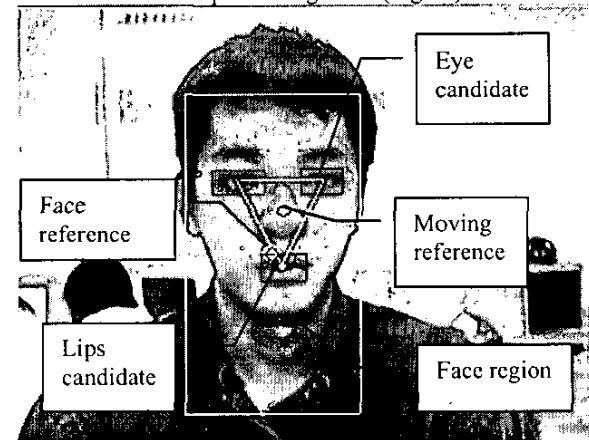 Eye
candidate
Face
reference
Moving
reference
Lips
candidate
Face region